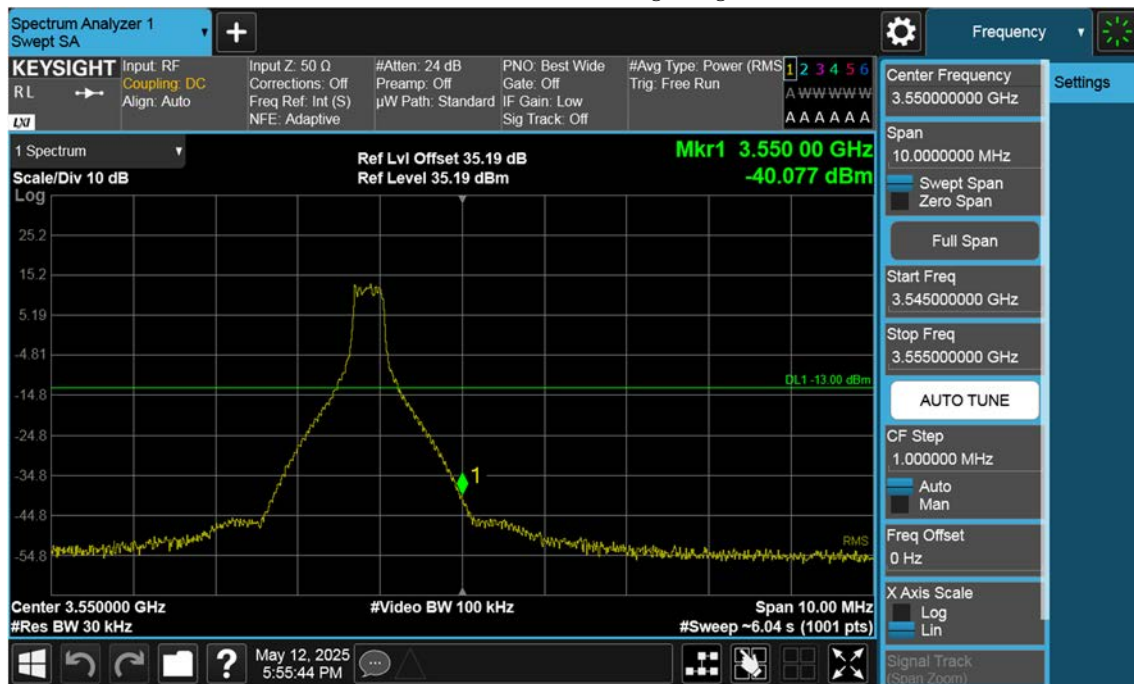 Spectrum Analyzer 1
Swept SA
+
Frequency
KEYSIGHT
RL
LXI
Input: RF
Coupling: DC
Align: Auto
Input Z: 50 Ω
Corrections: Off
Freq Ref: Int (S)
NFE: Adaptive
#Atten: 24 dB
Preamp: Off
µW Path: Standard
PNO: Best Wide
Gate: Off
IF Gain: Low
Sig Track: Off
#Avg Type: Power (RMS
Trig: Free Run
1 2 3 4 5 6
A W W W W W
A A A A A A
1 Spectrum
Scale/Div 10 dB
Ref Lvl Offset 35.19 dB
Ref Level 35.19 dBm
Mkr1 3.550 00 GHz
-40.077 dBm
Log
25.2
15.2
5.19
-4.81
-14.8
-24.8
-34.8
-44.8
-54.8
DL1 -13.00 dBm
1
RMS
Center 3.550000 GHz
#Res BW 30 kHz
#Video BW 100 kHz
Span 10.00 MHz
#Sweep ~6.04 s (1001 pts)
May 12, 2025
5:55:44 PM
?
Center Frequency
3.550000000 GHz
Span
10.0000000 MHz
Swept Span
Zero Span
Full Span
Start Freq
3.545000000 GHz
Stop Freq
3.555000000 GHz
AUTO TUNE
CF Step
1.000000 MHz
Auto
Man
Freq Offset
0 Hz
X Axis Scale
Log
Lin
Signal Track
(Span Zoom)
Settings